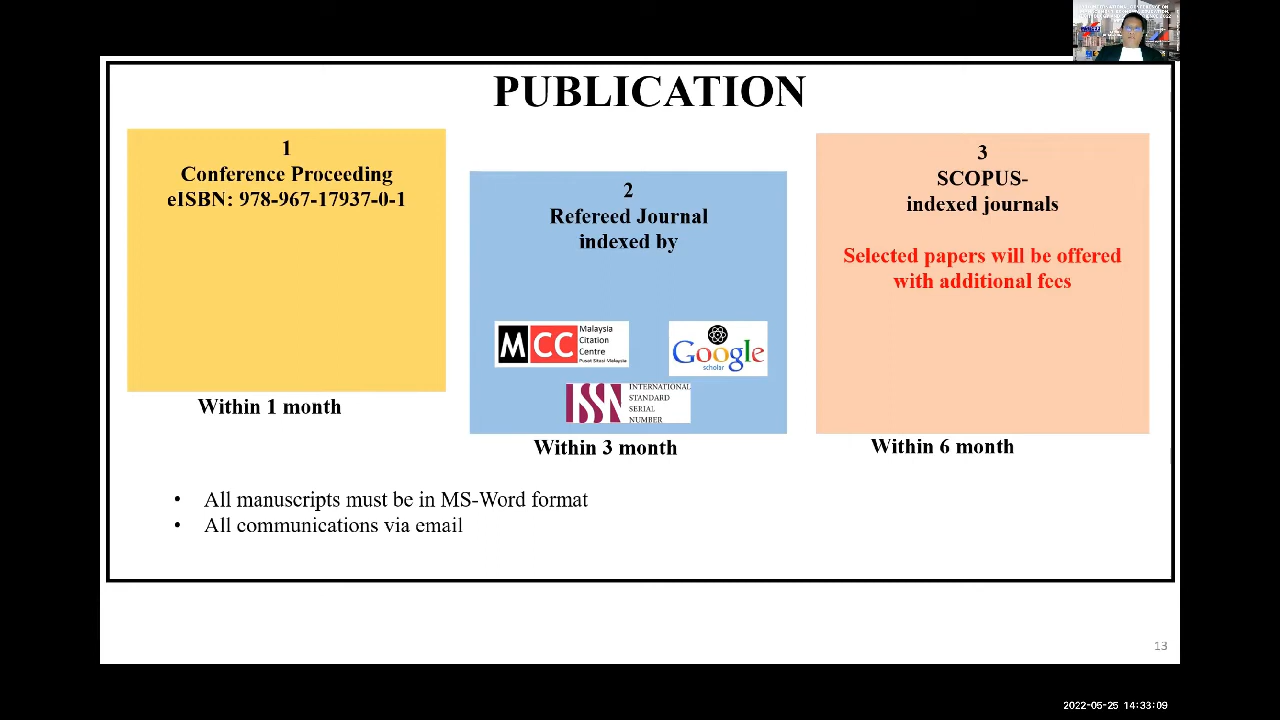 PUBLICATION
1
Conference Proceeding
eISBN: 978-967-17937-0-1
Within 1 month
2
Refereed Journal
indexed by
MCC
Malaysia
Citation
Centre
Pusat Sitasi Malaysia
Google
scholar
ISSN
INTERNATIONAL
STANDARD
SERIAL
NUMBER
Within 3 month
3
SCOPUS-
indexed journals
Selected papers will be offered
with additional fees
Within 6 month
• All manuscripts must be in MS-Word format
• All communications via email
13
2022-05-25 14:33:09